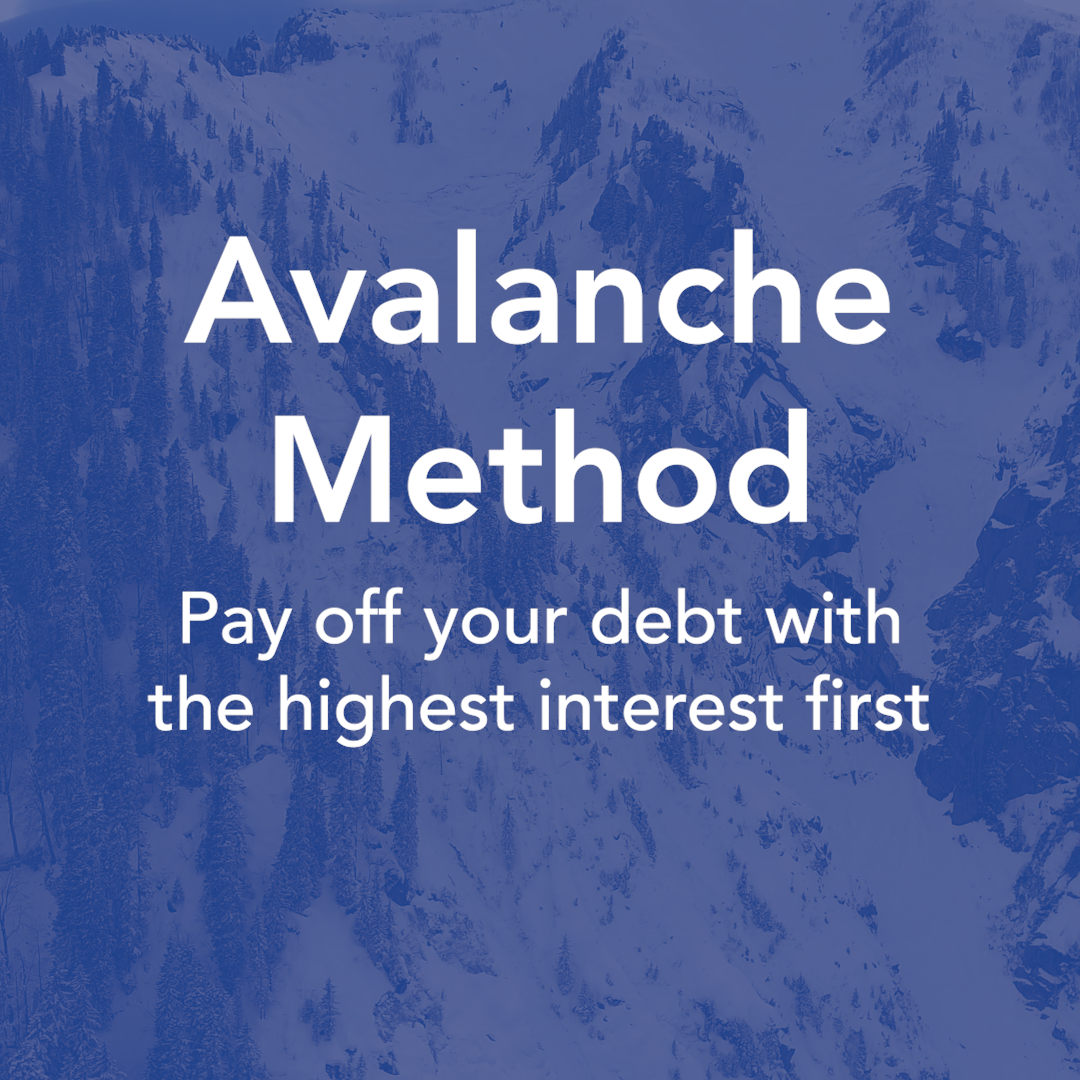 Avalanche
Method
Pay off your debt with
the highest interest first